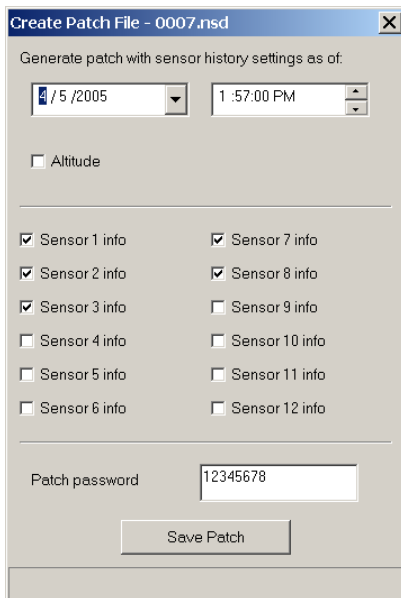 Create Patch File - 0007.nsd
Generate patch with sensor history settings as of:
4 / 5 /2005 1 :57:00 PM
Altitude
Sensor 1 info Sensor 7 info
Sensor 2 info Sensor 8 info
Sensor 3 info Sensor 9 info
Sensor 4 info Sensor 10 info
Sensor 5 info Sensor 11 info
Sensor 6 info Sensor 12 info
Patch password 12345678
Save Patch